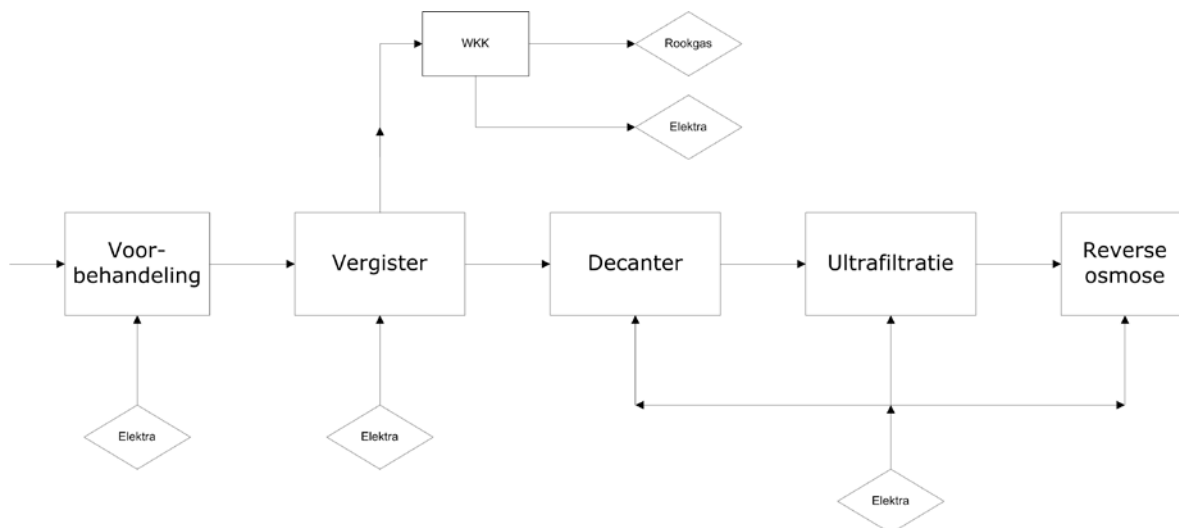 WKK
Rookgas
Elektra
Voor-
behandeling
Vergister
Decanter
Ultrafiltratie
Reverse
osmose
Elektra
Elektra
Elektra